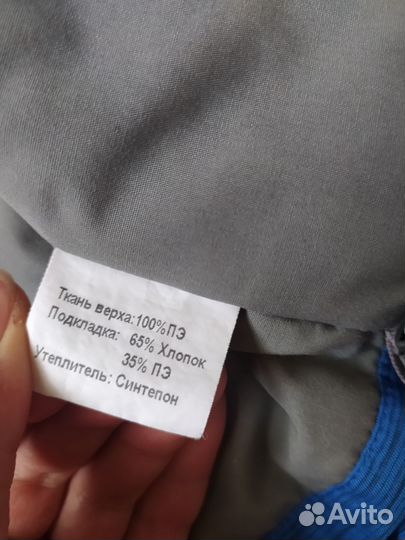 Ткань верха:100%ПЭ
Подкладка: 65% Хлопок
35% ПЭ
Утеплитель: Синтепон
Avito